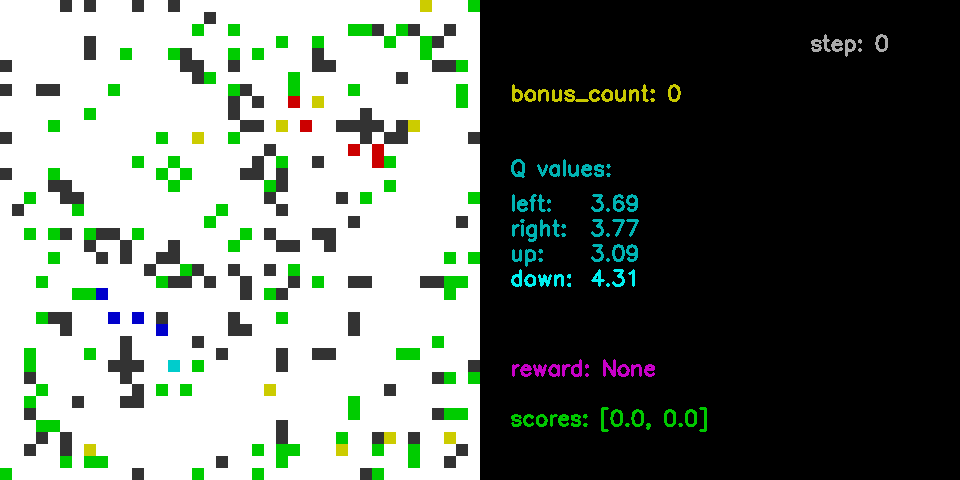 step: 0
bonus_count: 0
Q values:
left: 3.69
right: 3.77
up: 3.09
down: 4.31
reward: None
scores: [0.0, 0.0]